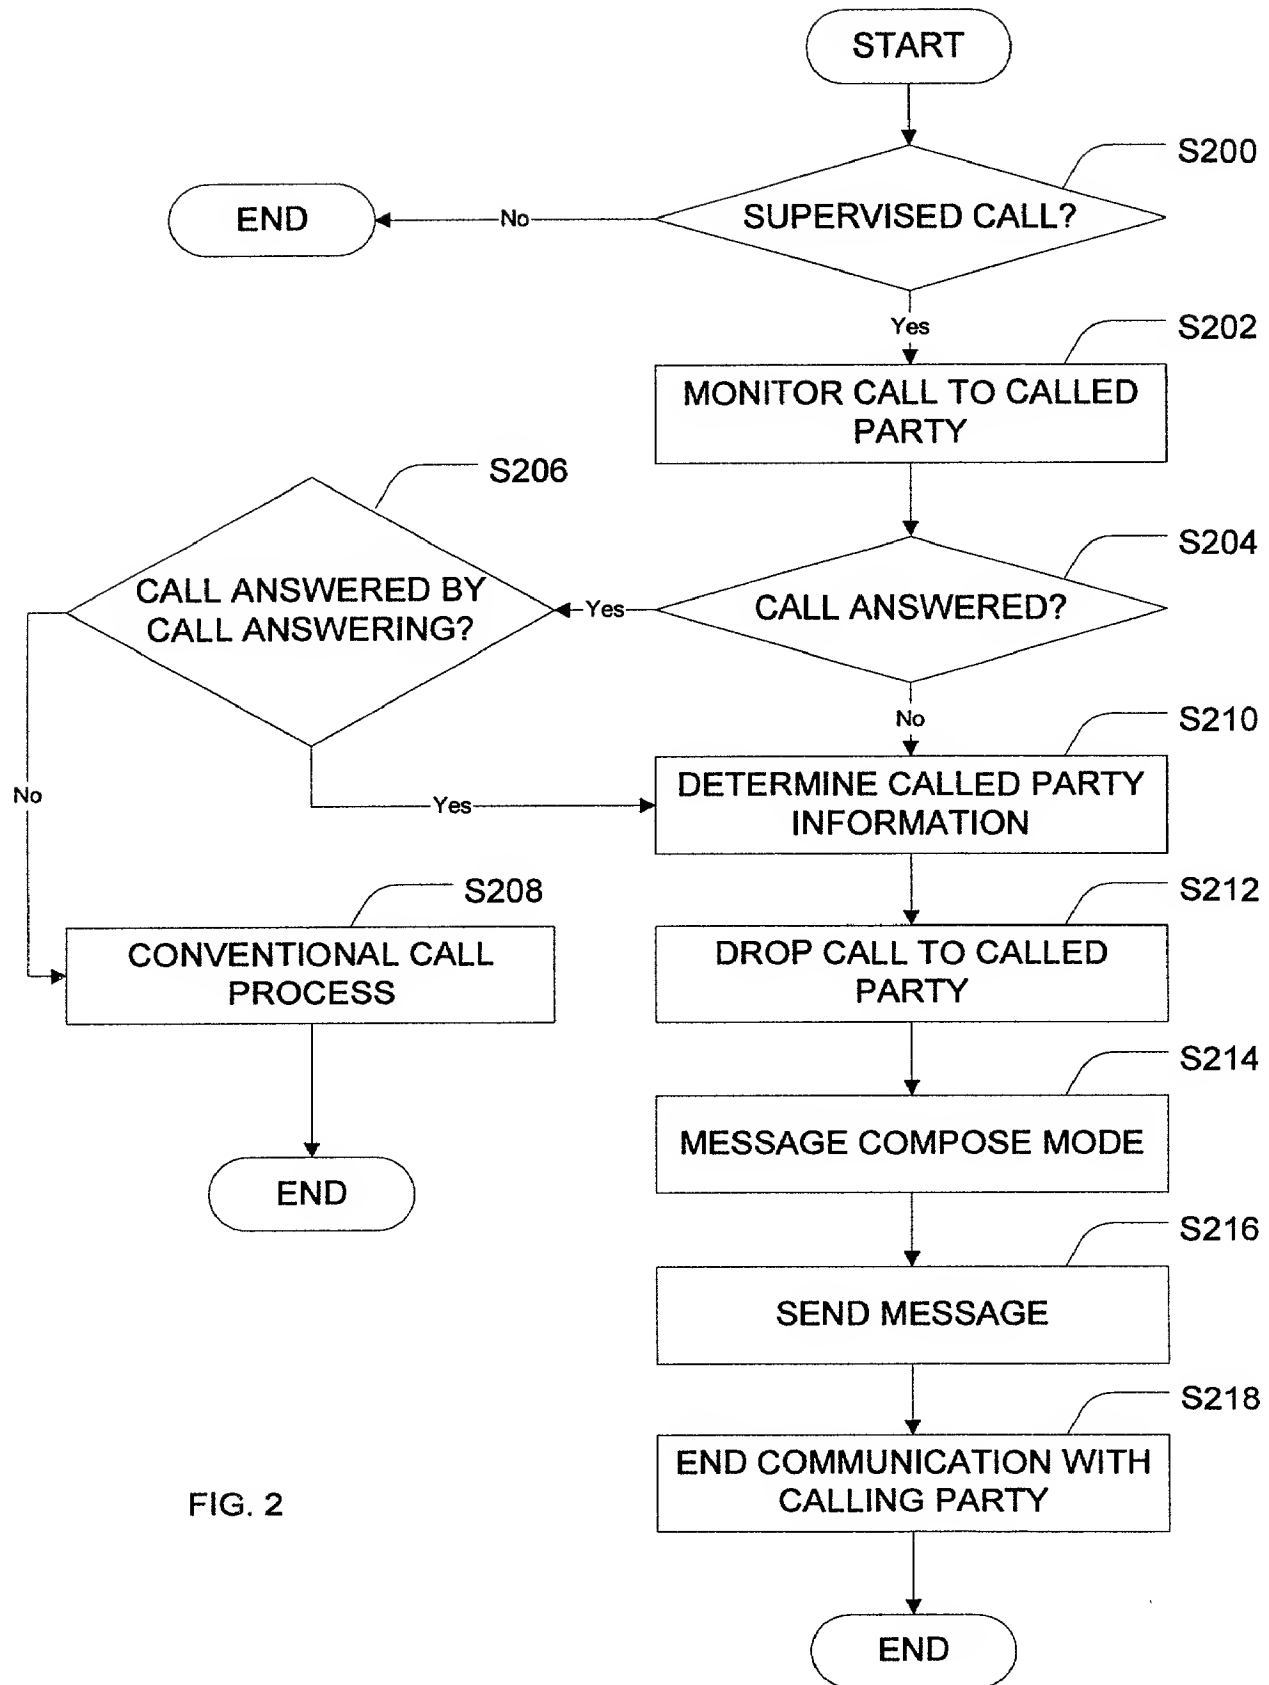 START
S200
SUPERVISED CALL?
No
END
Yes
S202
MONITOR CALL TO CALLED
PARTY
S206
S204
CALL ANSWERED BY
CALL ANSWERING?
Yes
CALL ANSWERED?
No
S210
DETERMINE CALLED PARTY
INFORMATION
No
Yes
S208
S212
CONVENTIONAL CALL
PROCESS
DROP CALL TO CALLED
PARTY
S214
MESSAGE COMPOSE MODE
END
S216
SEND MESSAGE
S218
END COMMUNICATION WITH
CALLING PARTY
FIG. 2
END